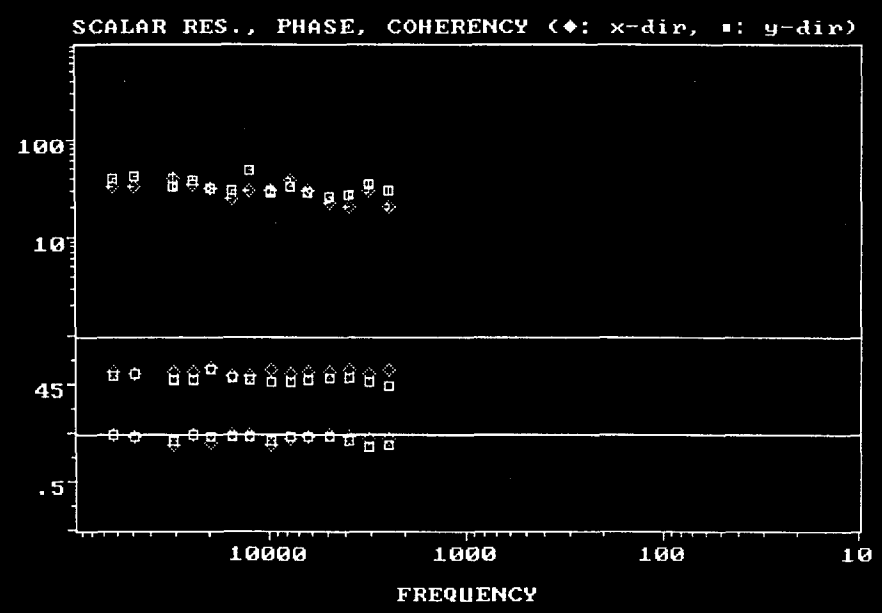 SCALAR RES., PHASE, COHERENCY (◆: x-dir, ▪: y-dir)
100
10
45
.5
10000 1000 100 10
FREQUENCY